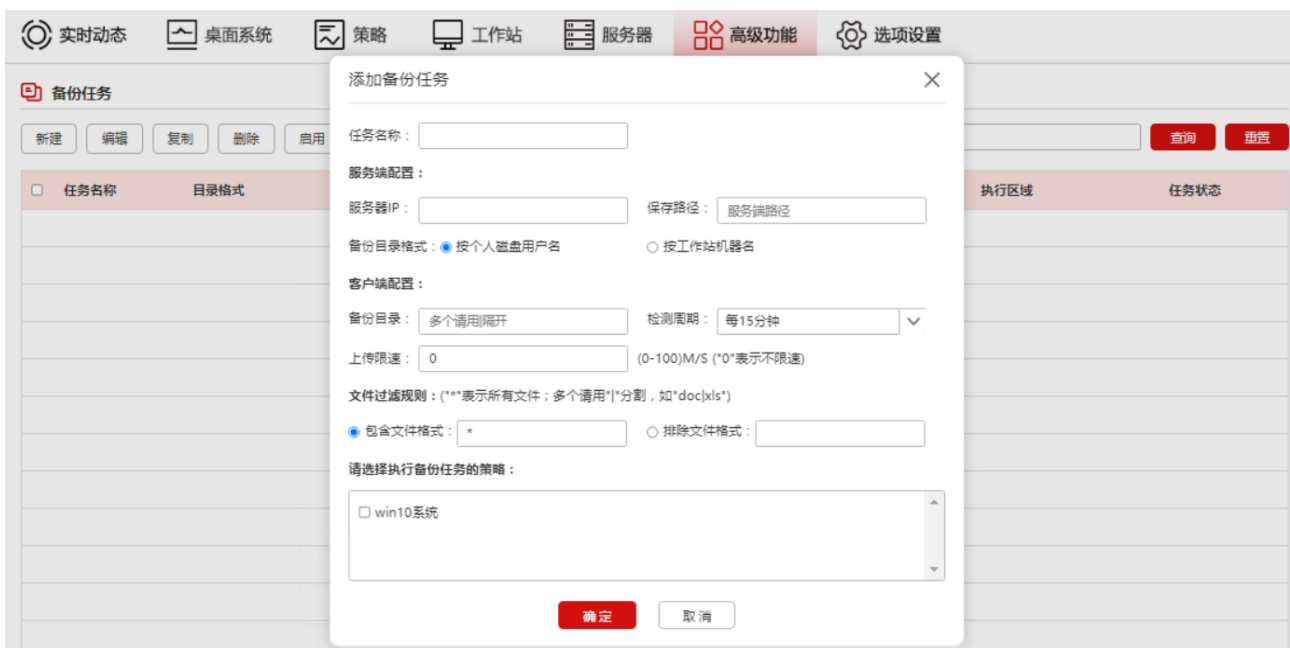 实时动态 桌面系统 策略 工作站 服务器 高级功能 选项设置
备份任务
新建 编辑 复制 删除 启用 查询 重置
任务名称 目录格式 执行区域 任务状态
添加备份任务
任务名称：
服务端配置：
服务器IP： 保存路径： 服务端路径
备份目录格式： 按个人磁盘用户名 按工作站机器名
客户端配置：
备份目录： 多个请用|隔开 检测周期： 每15分钟
上传限速： 0 (0-100)M/S ("0"表示不限速)
文件过滤规则：("*"表示所有文件；多个请用"|"分割，如"doc|xls")
包含文件格式： * 排除文件格式：
请选择执行备份任务的策略：
win10系统
确定 取消